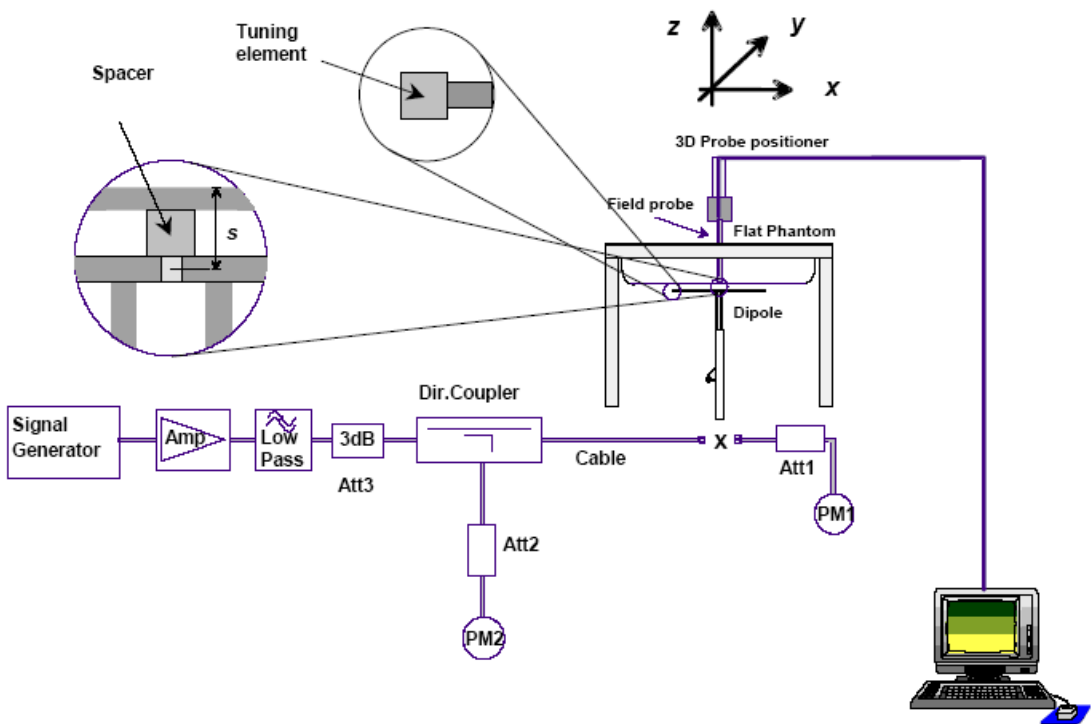 Tuning
element
Spacer
s
z
y
x
3D Probe positioner
Field probe
Flat Phantom
Dipole
Signal
Generator
Amp
Low
Pass
3dB
Att3
Dir.Coupler
Cable
X
Att1
PM1
Att2
PM2